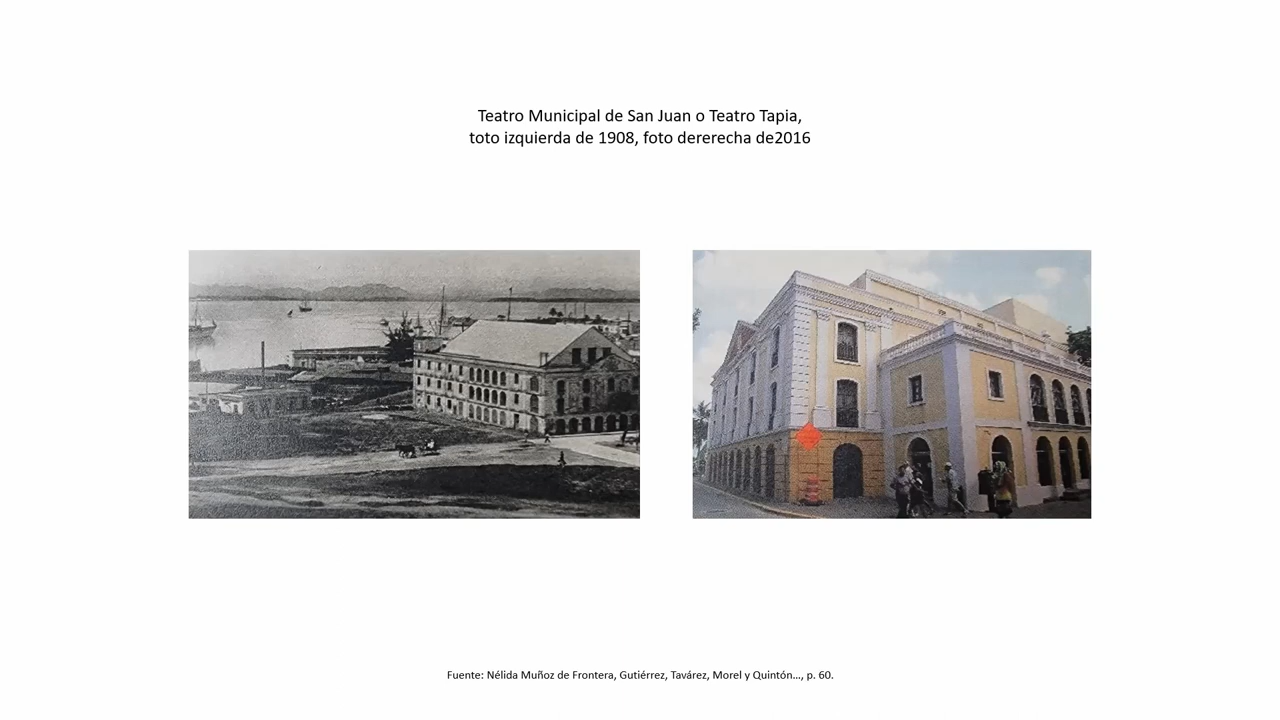 Teatro Municipal de San Juan o Teatro Tapia,
toto izquierda de 1908, foto dererecha de2016
Fuente: Nélida Muñoz de Frontera, Gutiérrez, Tavárez, Morel y Quintón..., p. 60.